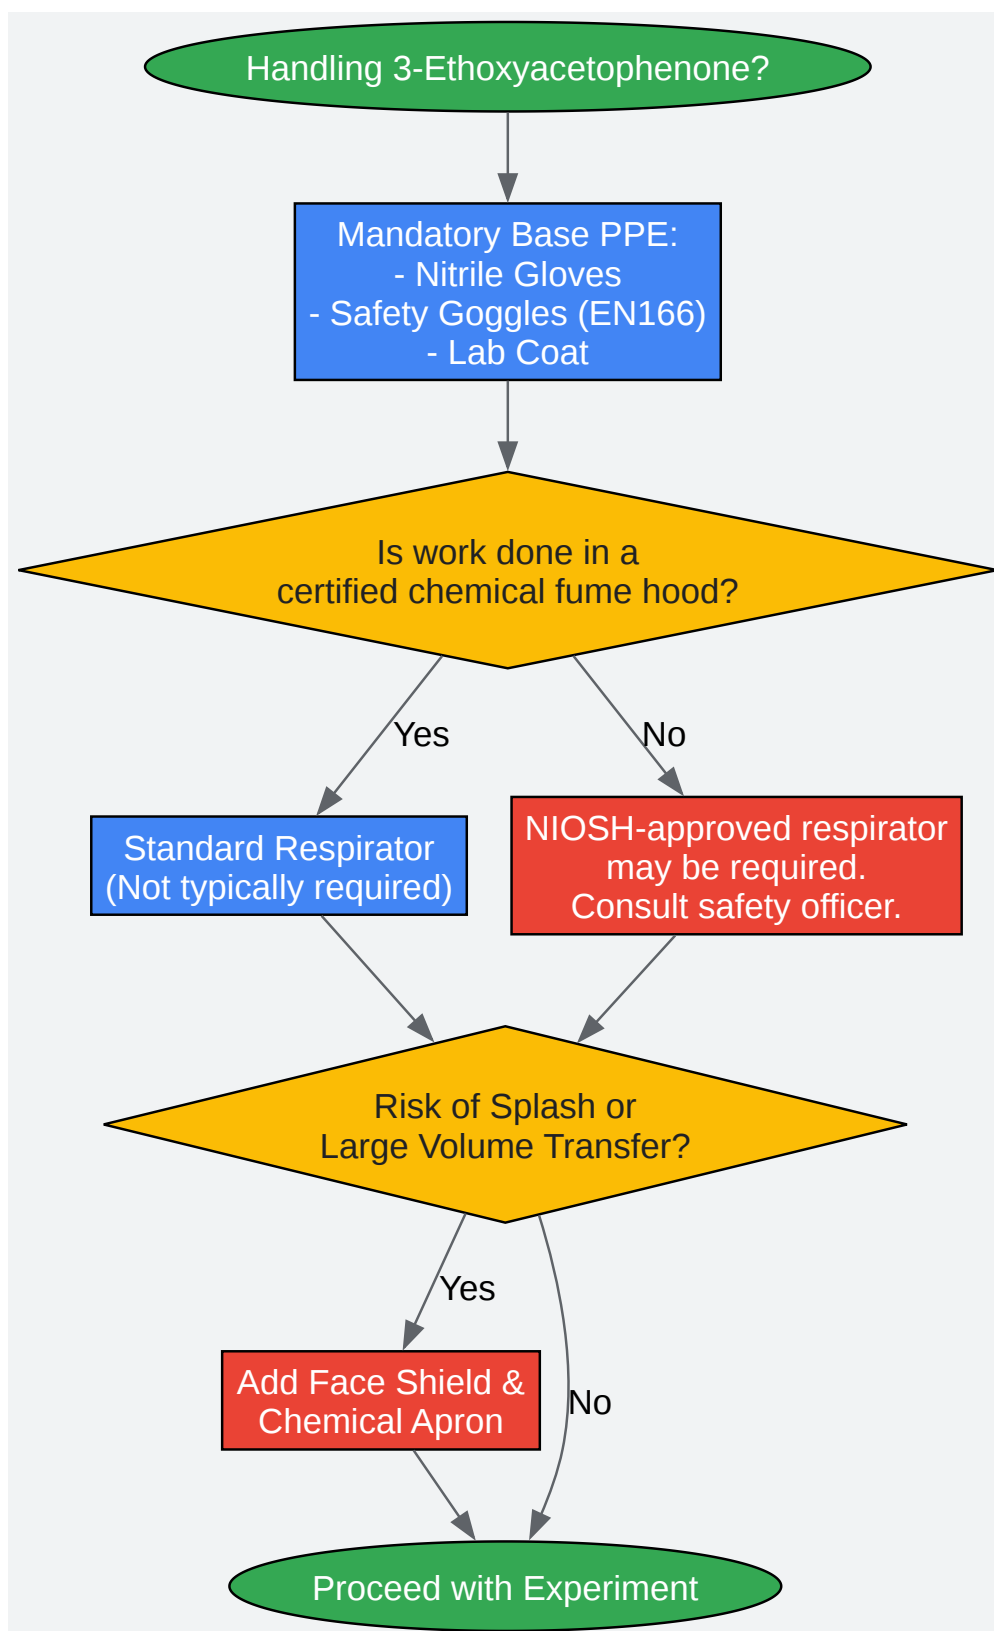 Handling 3-Ethoxyacetophenone?
Mandatory Base PPE:
- Nitrile Gloves
- Safety Goggles (EN166)
- Lab Coat
Is work done in a
certified chemical fume hood?
Yes
No
Standard Respirator
(Not typically required)
NIOSH-approved respirator
may be required.
Consult safety officer.
Risk of Splash or
Large Volume Transfer?
Yes
No
Add Face Shield &
Chemical Apron
Proceed with Experiment